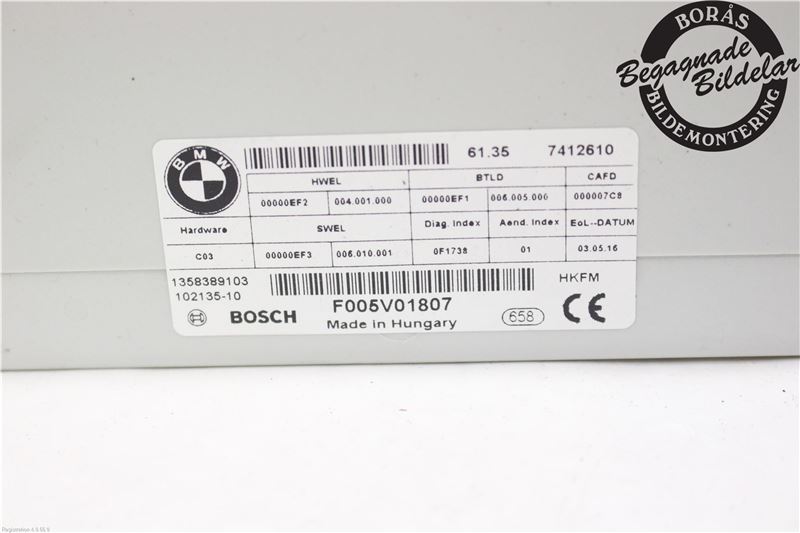 BORÅS
Begagnade
Bildelar
BILDEMONTERING
BMW
61.35 7412610
HWEL BTLD CAFD
00000EF2 004.001.000 00000EF1 006.005.000 000007C8
Hardware SWEL Diag. Index Aend. Index EoL--DATUM
C03 00000EF3 006.010.001 0F1738 01 03.05.16
1358389103 HKFM
102135-10
BOSCH F005V01807 658 CE
Made in Hungary